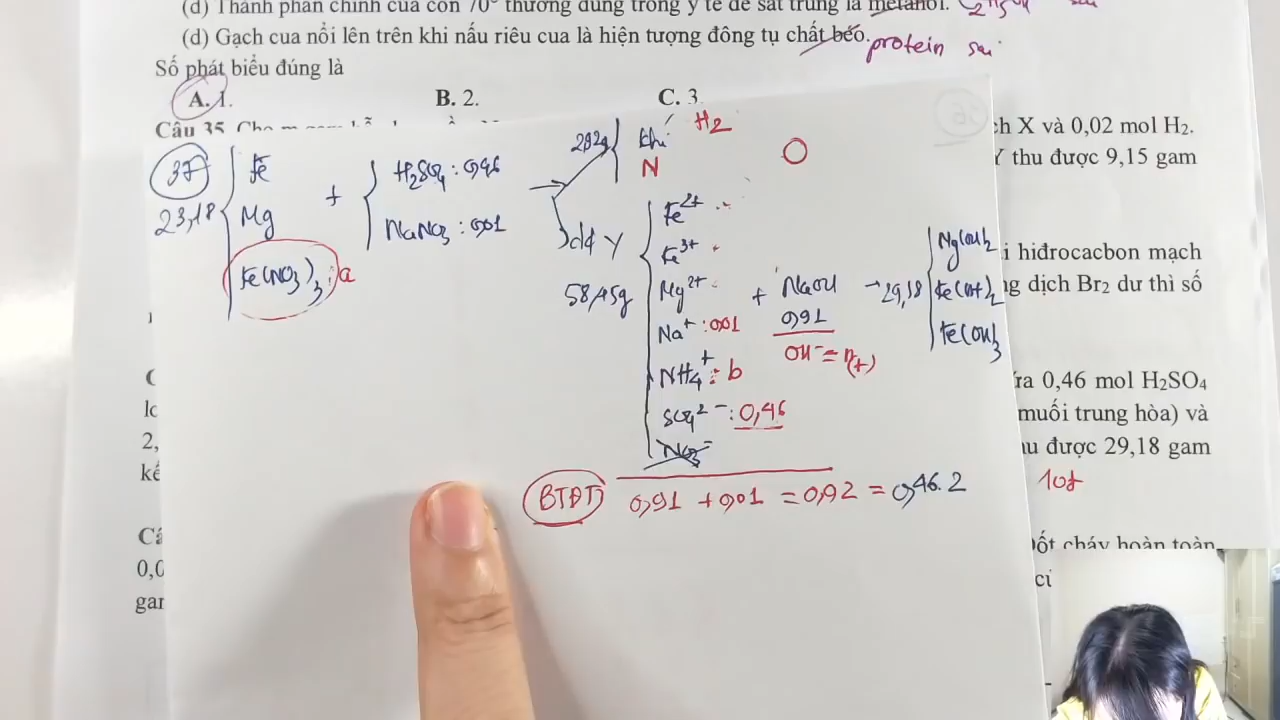 (d) Thành phần chính của cồn 70° thường dùng trong y tế để sát trùng là metanol.
(d) Gạch cua nổi lên trên khi nấu riêu cua là hiện tượng đông tụ chất béo.
protein sai
Số phát biểu đúng là
A. 1. B. 2. C. 3.
Câu 35
ch X và 0,02 mol H₂.
Y thu được 9,15 gam
i hiđrocacbon mạch
ng dịch Br₂ dư thì số
ra 0,46 mol H₂SO₄
muối trung hòa) và
u được 29,18 gam
10đ
ốt cháy hoàn toàn
37
23,18
Fe
Mg
Fe(NO₃)₃ : a
+
H₂SO₄ : 0,46
NaNO₃ : 0,01
→
2,92g
khí
H₂
N
O
dd Y
58,45g
Fe²⁺
Fe³⁺
Mg²⁺
Na⁺ : 0,01
NH₄⁺ : b
SO₄²⁻ : 0,46
NO₃⁻
+ NaOH
0,91
OH⁻ = n(+)
→ 29,18
Mg(OH)₂
Fe(OH)₂
Fe(OH)₃
BTĐT 0,91 + 0,01 = 0,92 = 0,46.2